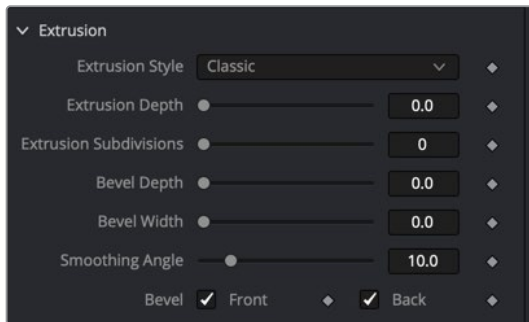 Extrusion
Extrusion Style Classic
Extrusion Depth 0.0
Extrusion Subdivisions 0
Bevel Depth 0.0
Bevel Width 0.0
Smoothing Angle 10.0
Bevel Front Back